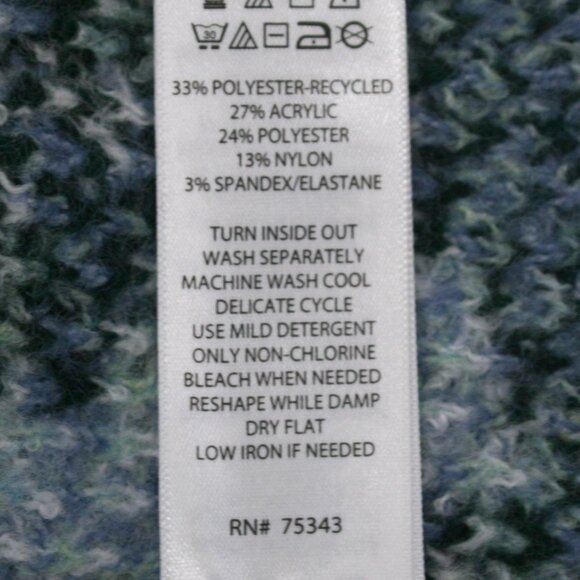 30
33% POLYESTER-RECYCLED
27% ACRYLIC
24% POLYESTER
13% NYLON
3% SPANDEX/ELASTANE
TURN INSIDE OUT
WASH SEPARATELY
MACHINE WASH COOL
DELICATE CYCLE
USE MILD DETERGENT
ONLY NON-CHLORINE
BLEACH WHEN NEEDED
RESHAPE WHILE DAMP
DRY FLAT
LOW IRON IF NEEDED
RN# 75343